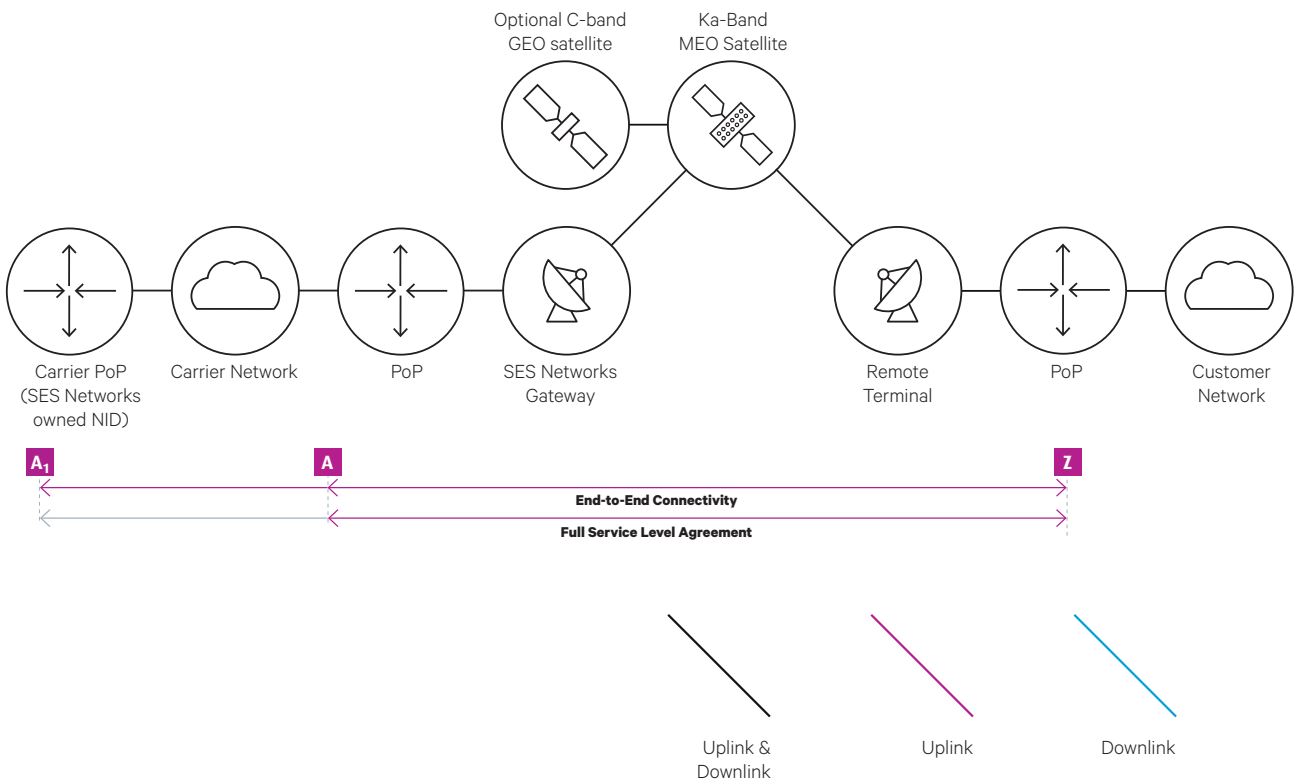 Optional C-band
GEO satellite
Ka-Band
MEO Satellite
Carrier PoP
(SES Networks
owned NID)
Carrier Network
PoP
SES Networks
Gateway
Remote
Terminal
PoP
Customer
Network
A₁
A
Z
End-to-End Connectivity
Full Service Level Agreement
Uplink &
Downlink
Uplink
Downlink